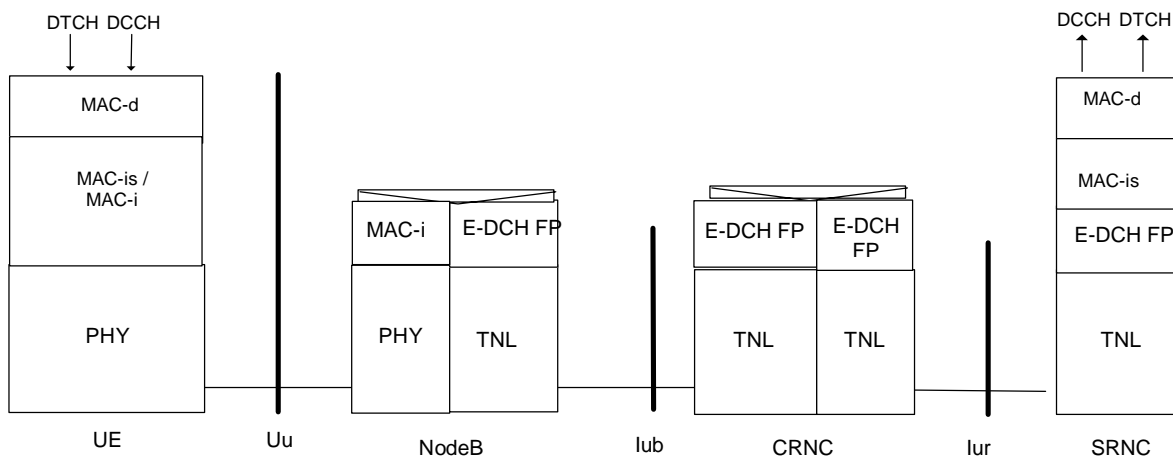 DTCH DCCH
DCCH DTCH
MAC-d
MAC-d
MAC-is /
MAC-i
MAC-is
MAC-i
E-DCH FP
E-DCH FP
E-DCH
FP
E-DCH FP
PHY
PHY
TNL
TNL
TNL
TNL
UE
Uu
NodeB
Iub
CRNC
Iur
SRNC